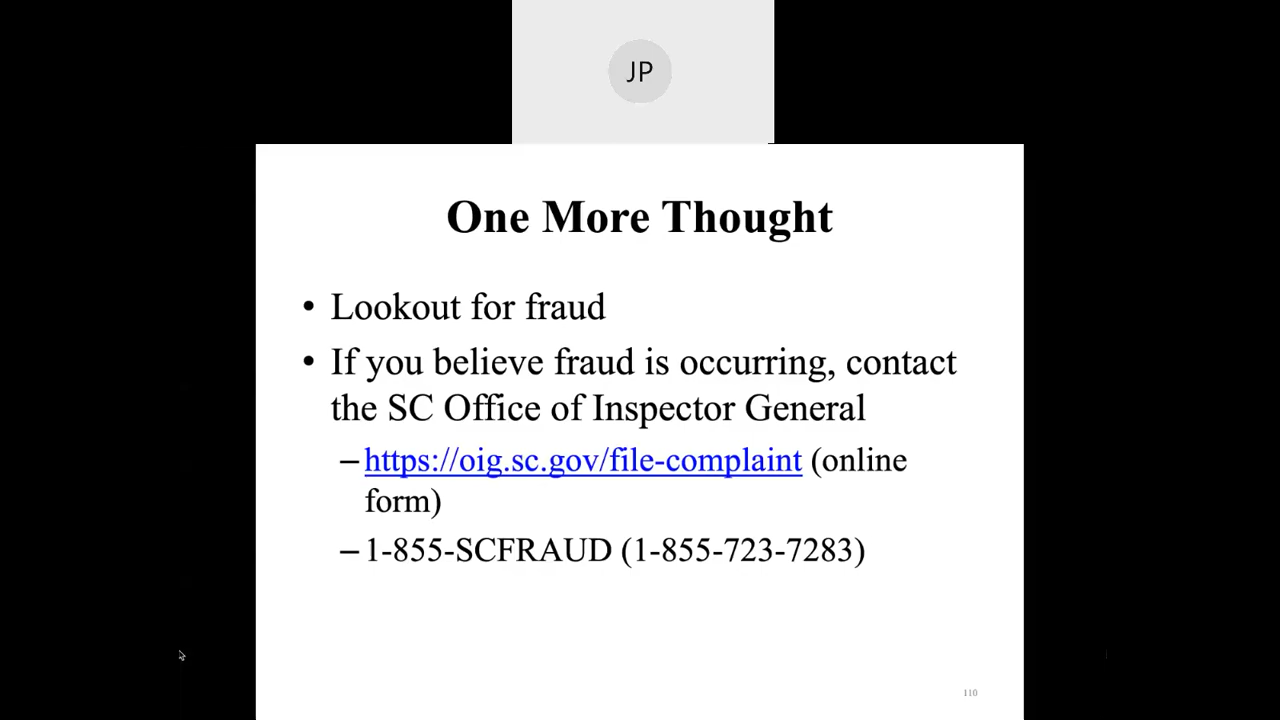 JP
One More Thought
• Lookout for fraud
• If you believe fraud is occurring, contact
the SC Office of Inspector General
– https://oig.sc.gov/file-complaint (online
form)
– 1-855-SCFRAUD (1-855-723-7283)
110